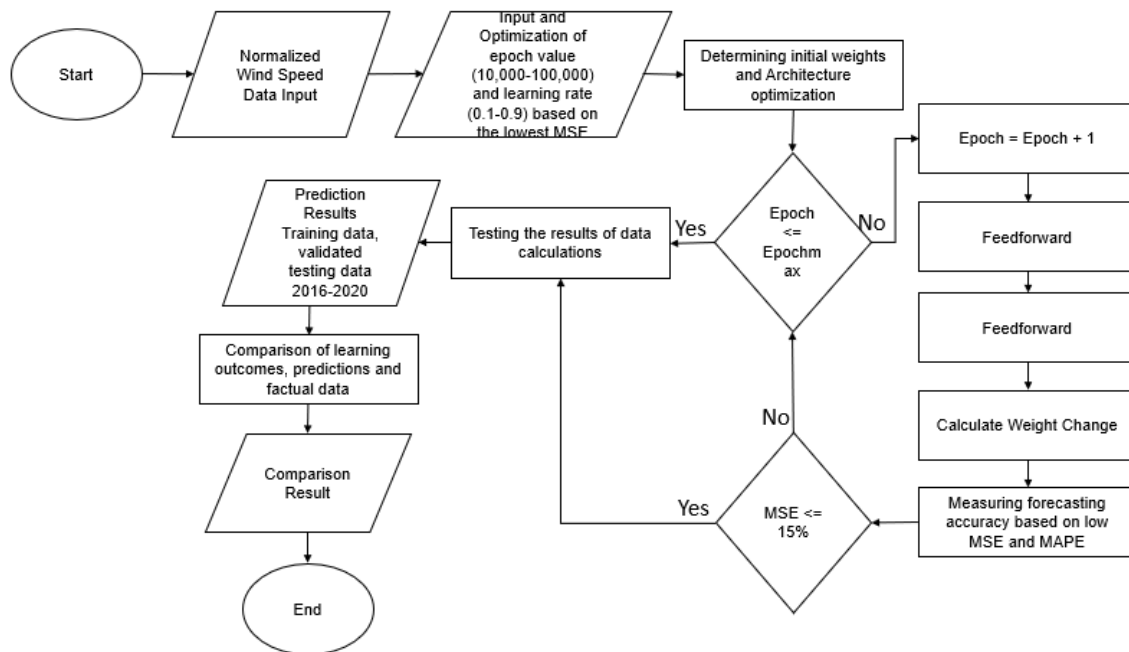 Start
Normalized
Wind Speed
Data Input
Input and
Optimization of
epoch value
(10,000-100,000)
and learning rate
(0.1-0.9) based on
the lowest MSE
Determining initial weights
and Architecture
optimization
Epoch
<=
Epochm
ax
Yes
No
Epoch = Epoch + 1
Feedforward
Feedforward
Calculate Weight Change
Measuring forecasting
accuracy based on low
MSE and MAPE
MSE <=
15%
No
Yes
Testing the results of data
calculations
Prediction
Results
Training data,
validated
testing data
2016-2020
Comparison of learning
outcomes, predictions and
factual data
Comparison
Result
End